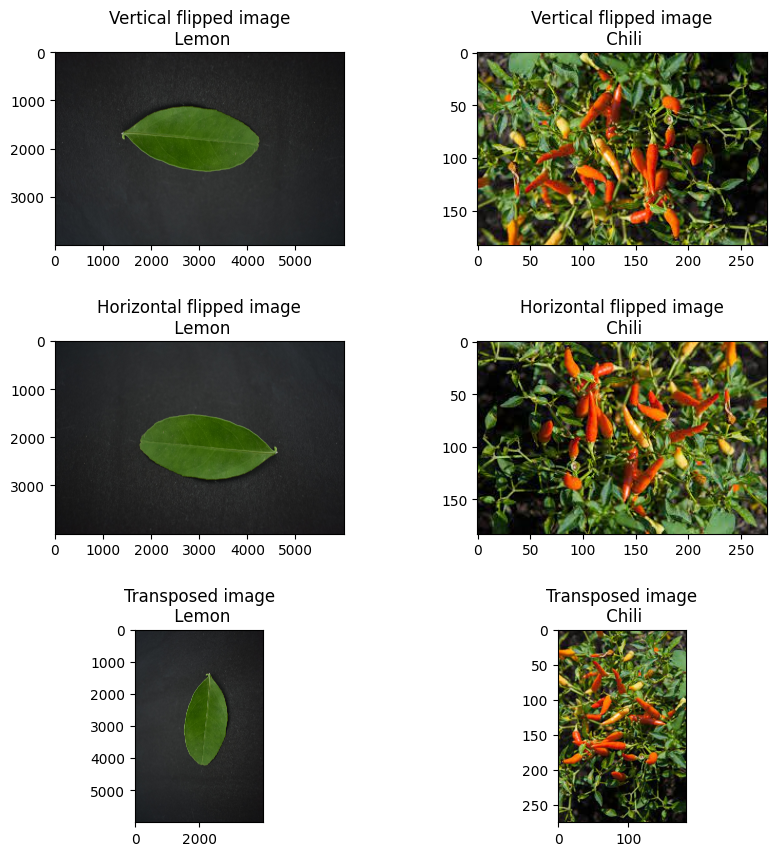 Vertical flipped image
Lemon
0
1000
2000
3000
0 1000 2000 3000 4000 5000
Vertical flipped image
Chili
0
50
100
150
0 50 100 150 200 250
Horizontal flipped image
Lemon
0
1000
2000
3000
0 1000 2000 3000 4000 5000
Horizontal flipped image
Chili
0
50
100
150
0 50 100 150 200 250
Transposed image
Lemon
0
1000
2000
3000
4000
5000
0 2000
Transposed image
Chili
0
50
100
150
200
250
0 100